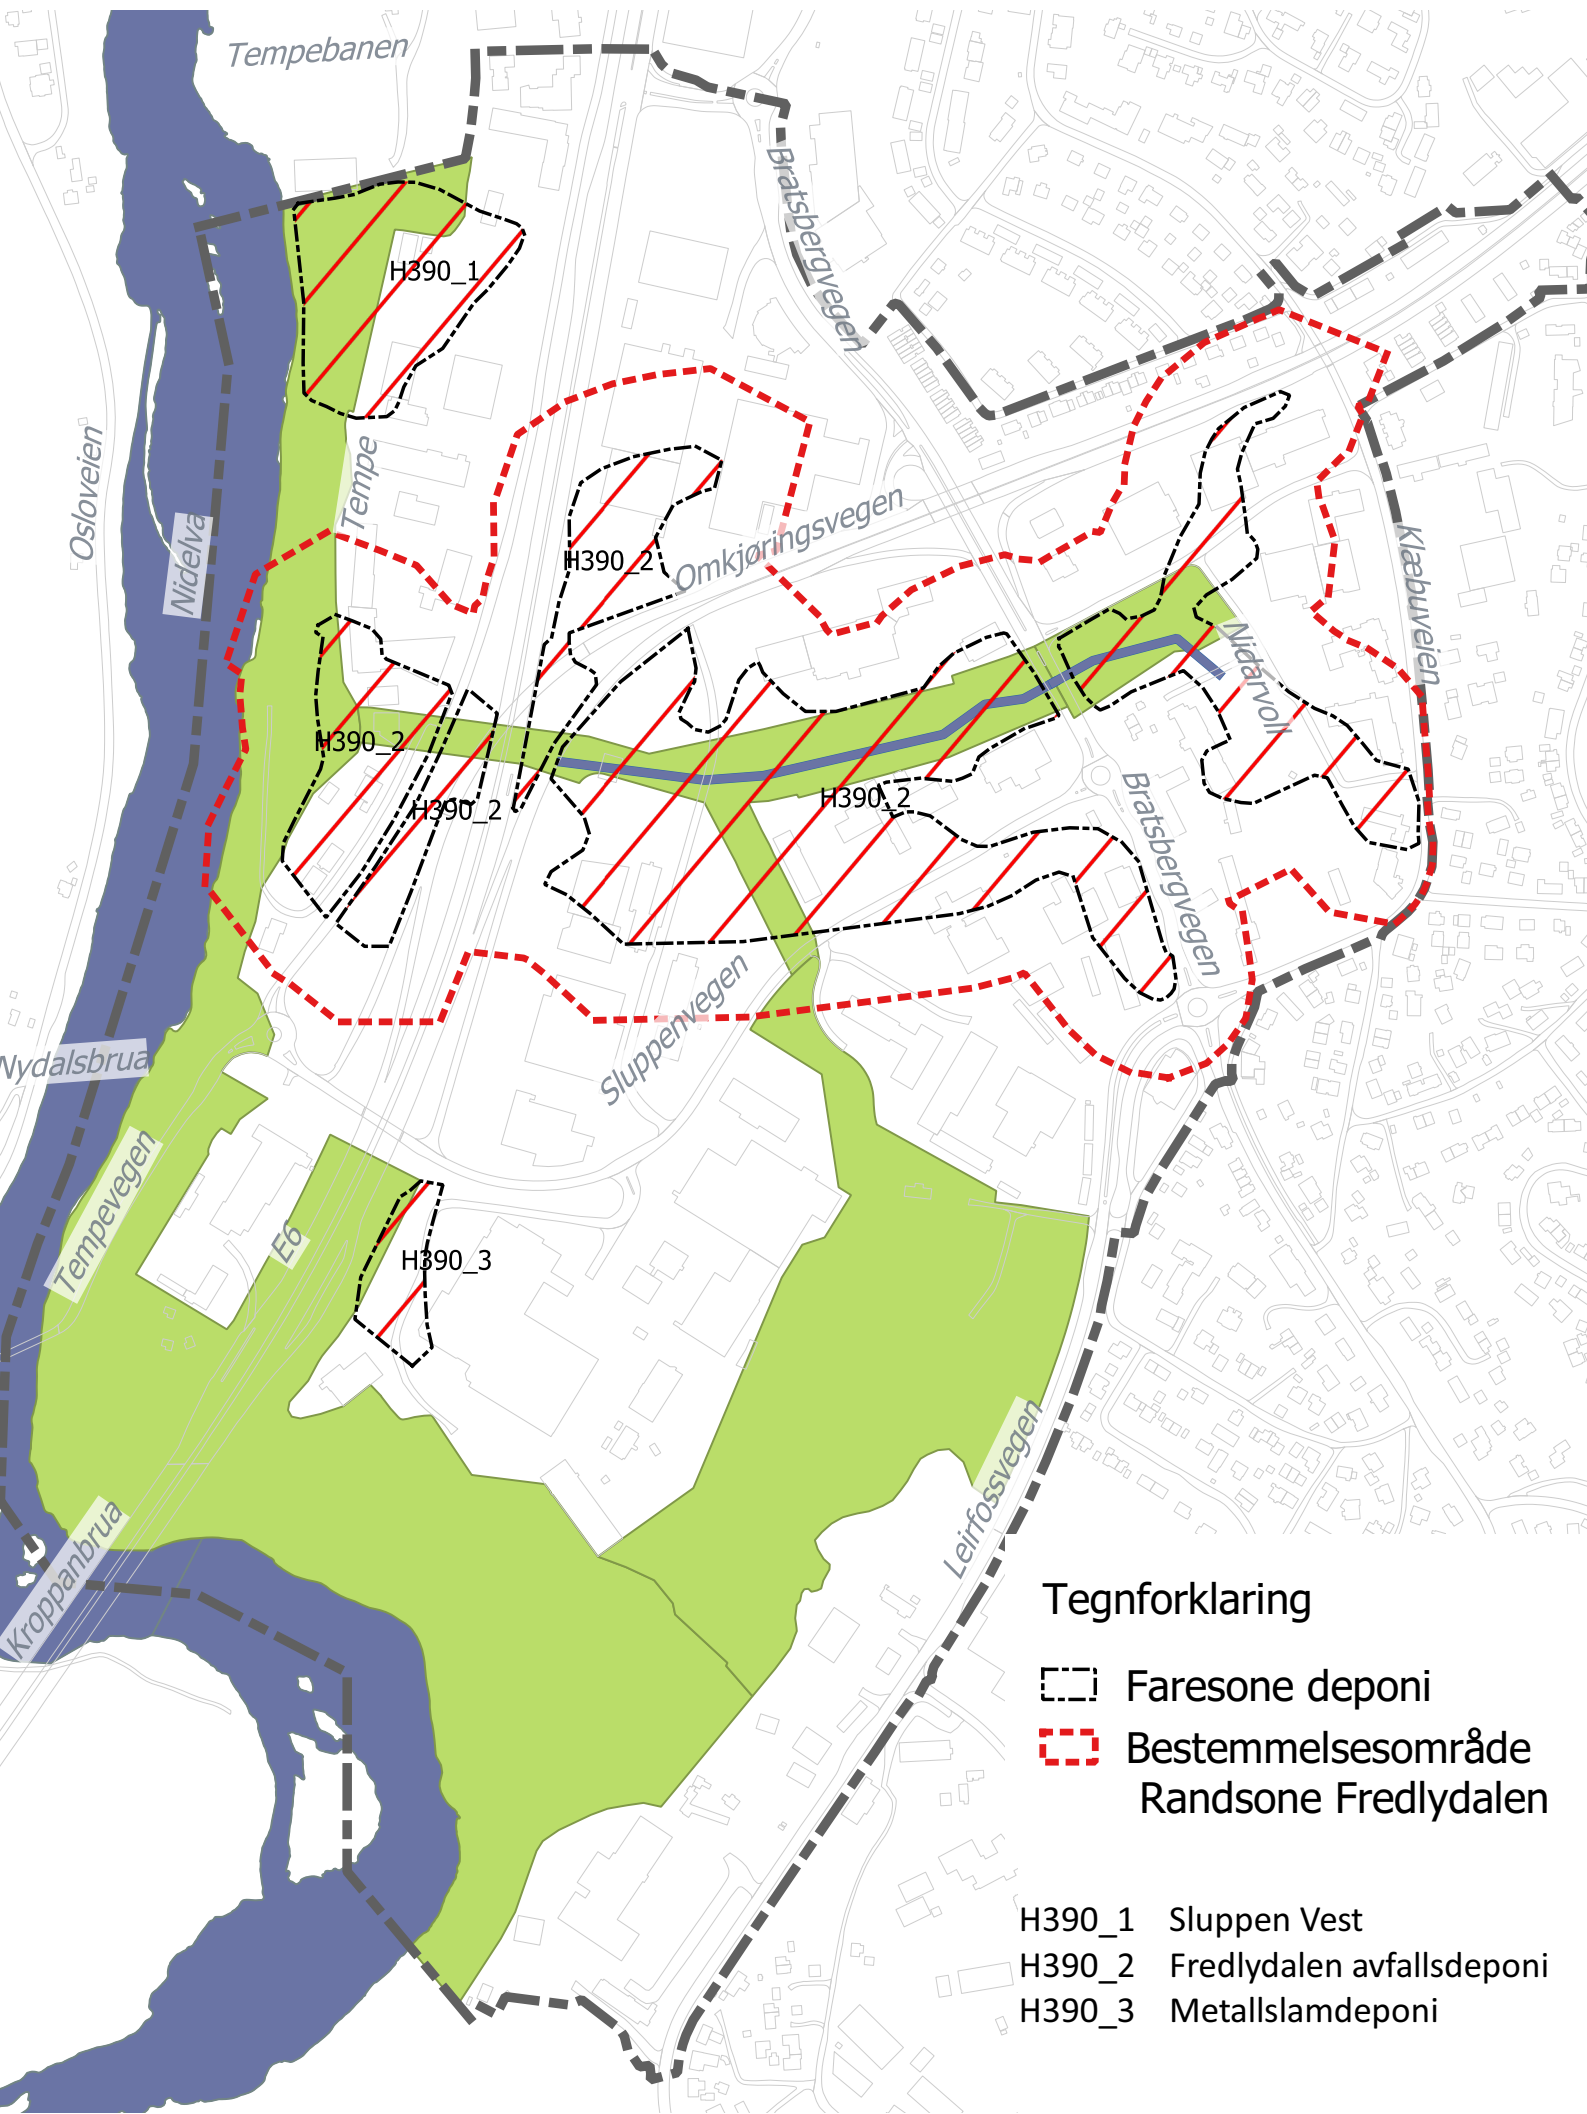 Tempebanen
Bratsbergvegen
H390_1
Osloveien
Tempe
Nidelva
Omkjøringsvegen
H390_2
Klæbuveien
Nidarvoll
H390_2
H390_2
H390_2
Bratsbergvegen
Sluppenvegen
Nydalsbrua
Tempevegen
E6
H390_3
Leirfossvegen
Kroppanbrua
Tegnforklaring
Faresone deponi
Bestemmelsesområde
Randsone Fredlydalen
H390_1 Sluppen Vest
H390_2 Fredlydalen avfallsdeponi
H390_3 Metallslamdeponi